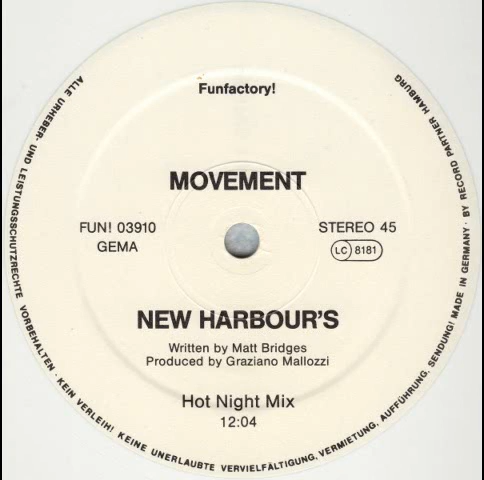 Funfactory!
MOVEMENT
FUN! 03910
GEMA
STEREO 45
LC 8181
NEW HARBOUR'S
Written by Matt Bridges
Produced by Graziano Mallozzi
Hot Night Mix
12:04
ALLE URHEBER- UND LEISTUNGSSCHUTZRECHTE VORBEHALTEN · KEIN VERLEIH! KEINE UNERLAUBTE VERVIELFÄLTIGUNG, VERMIETUNG, AUFFÜHRUNG, SENDUNG! MADE IN GERMANY · BY RECORD PARTNER HAMBURG